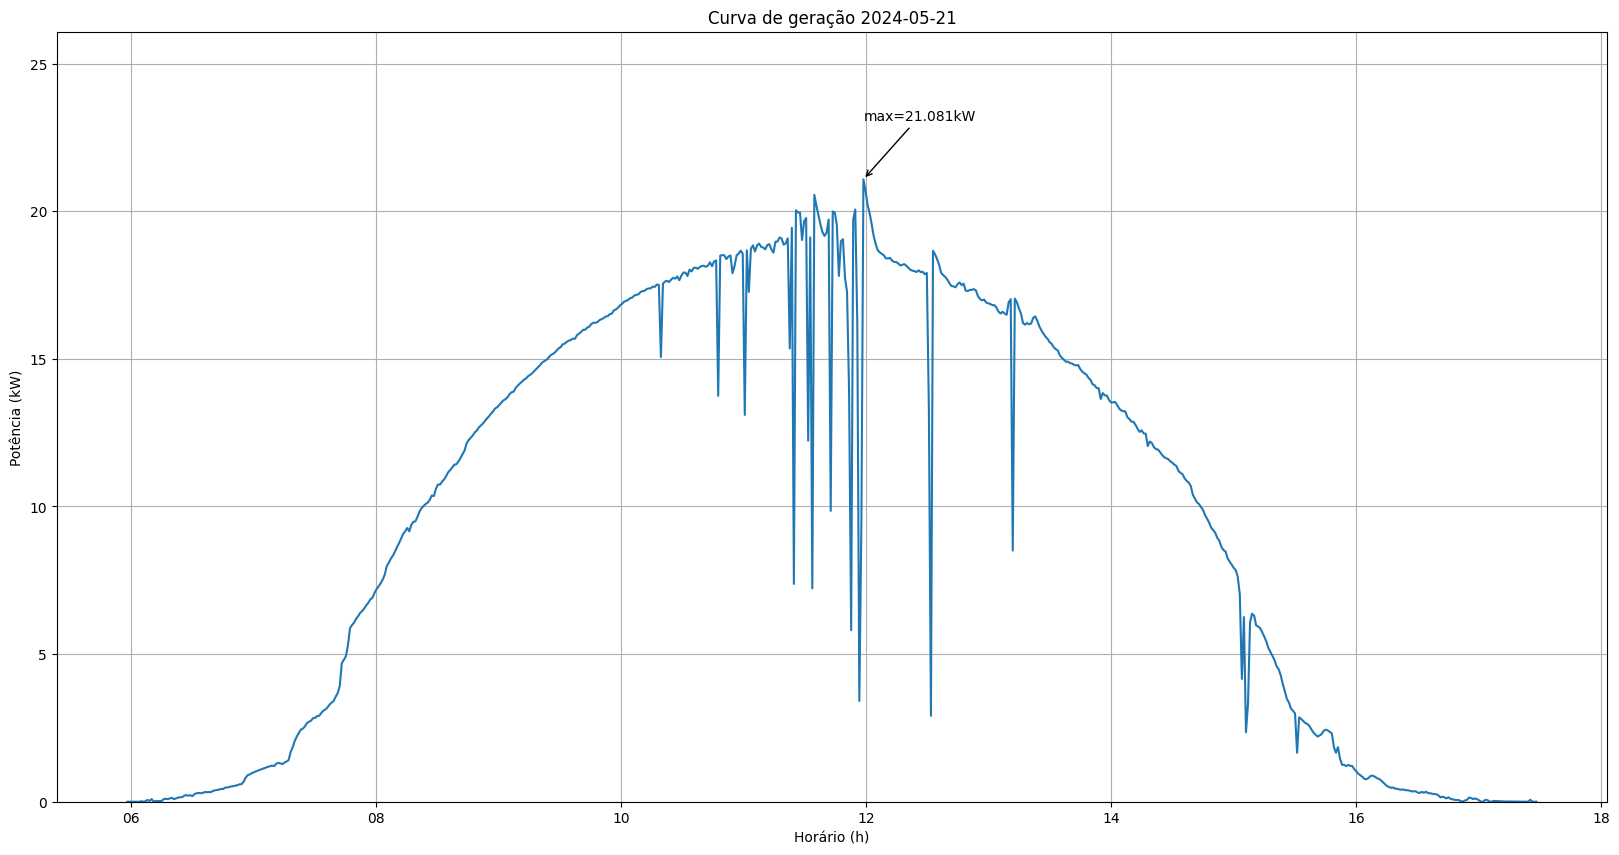 Curva de geração 2024-05-21
25
max=21.081kW
20
15
Potência (kW)
10
5
0
06 08 10 12 14 16 18
Horário (h)